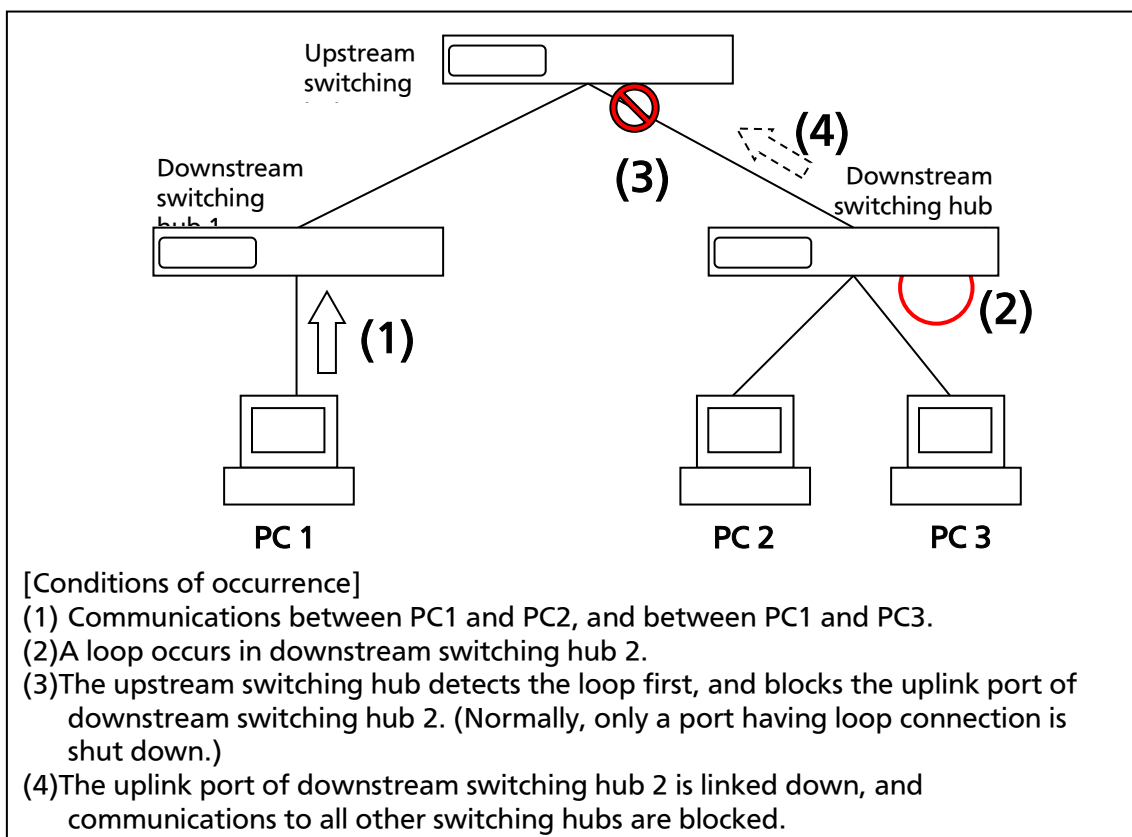 Upstream
switching
Downstream
switching
hub 1
(4)
(3)
Downstream
switching hub
(2)
(1)
PC 1
PC 2
PC 3
[Conditions of occurrence]
(1) Communications between PC1 and PC2, and between PC1 and PC3.
(2)A loop occurs in downstream switching hub 2.
(3)The upstream switching hub detects the loop first, and blocks the uplink port of
downstream switching hub 2. (Normally, only a port having loop connection is
shut down.)
(4)The uplink port of downstream switching hub 2 is linked down, and
communications to all other switching hubs are blocked.